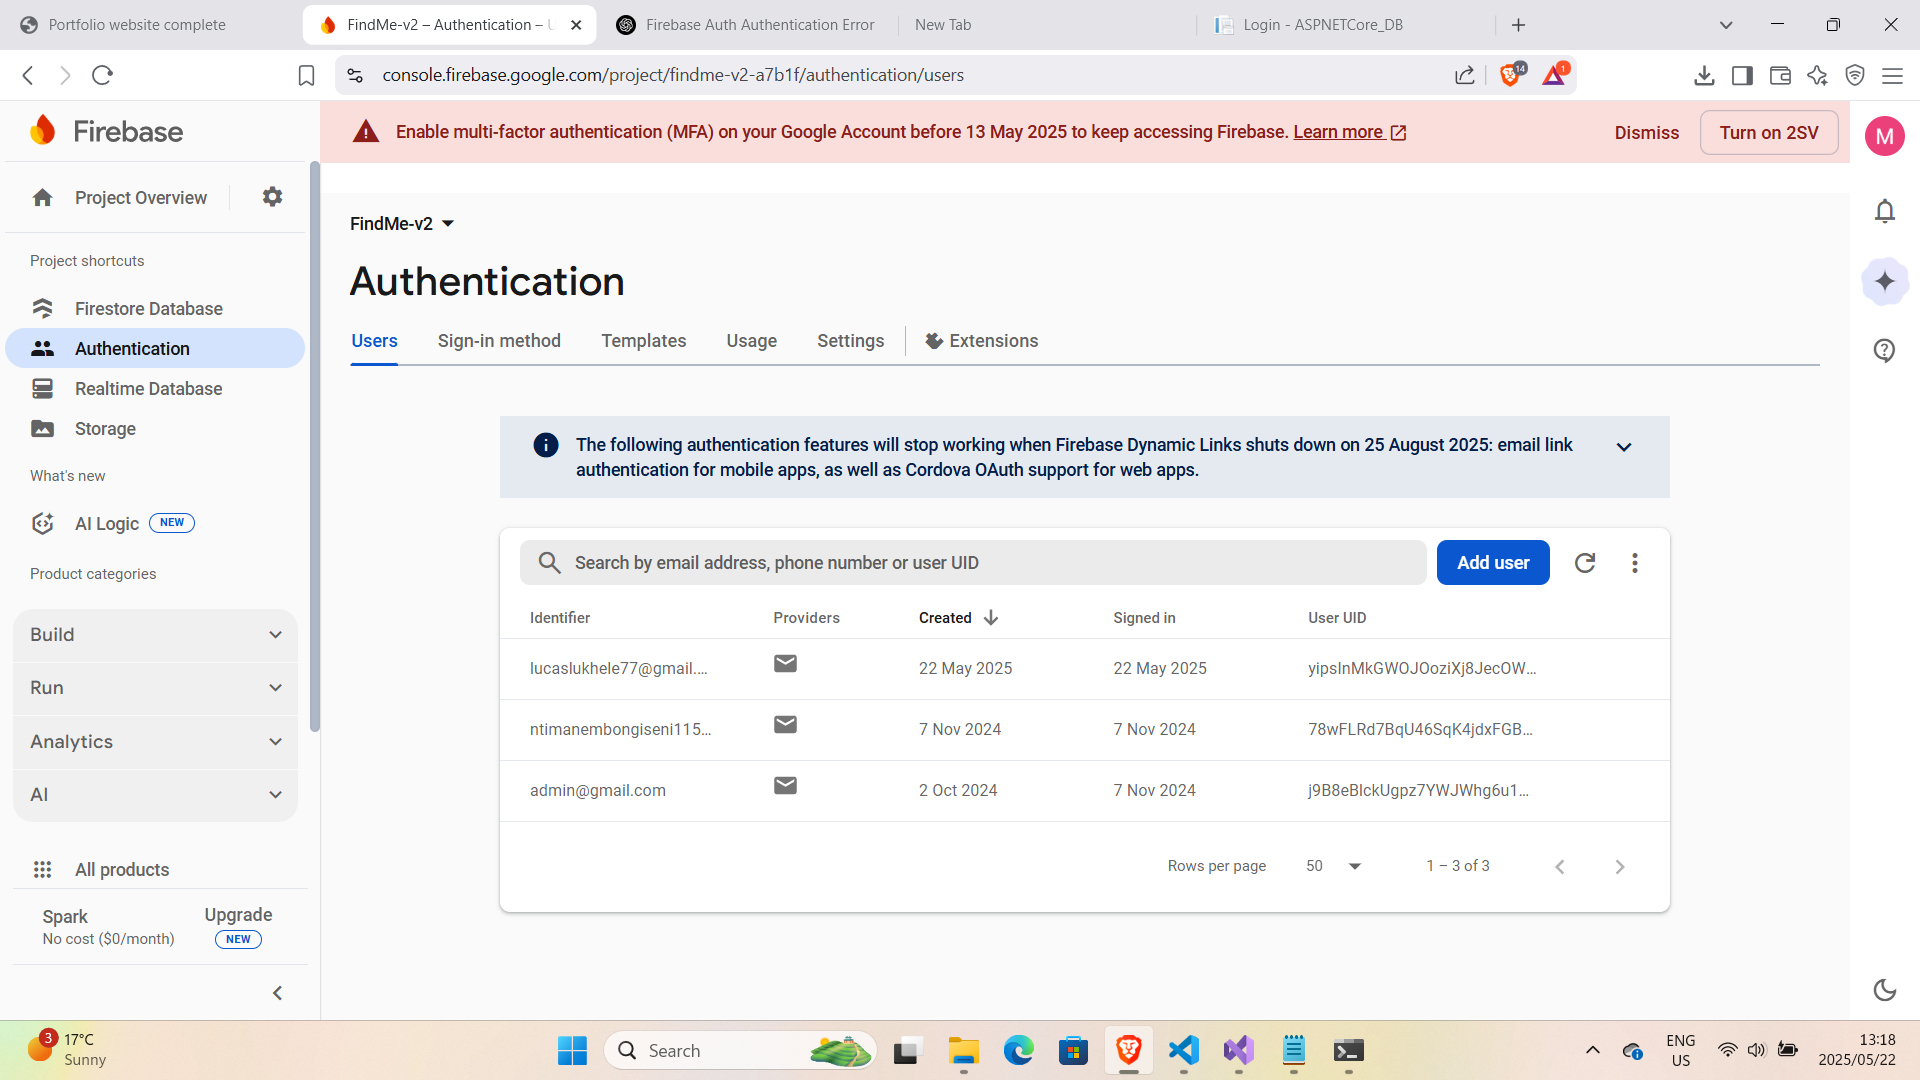 Portfolio website complete
FindMe-v2 – Authentication – U
Firebase Auth Authentication Error
New Tab
Login - ASPNETCore_DB
console.firebase.google.com/project/findme-v2-a7b1f/authentication/users
14
1
Firebase
Enable multi-factor authentication (MFA) on your Google Account before 13 May 2025 to keep accessing Firebase. Learn more
Dismiss
Turn on 2SV
M
Project Overview
FindMe-v2
Project shortcuts
Authentication
Firestore Database
Authentication
Realtime Database
Storage
Users
Sign-in method
Templates
Usage
Settings
Extensions
What's new
AI Logic
NEW
Product categories
Build
Run
Analytics
AI
All products
Spark
No cost ($0/month)
Upgrade
NEW
The following authentication features will stop working when Firebase Dynamic Links shuts down on 25 August 2025: email link
authentication for mobile apps, as well as Cordova OAuth support for web apps.
Search by email address, phone number or user UID
Add user
Identifier Providers Created Signed in User UID
lucaslukhele77@gmail.... 22 May 2025 22 May 2025
ntimanembongiseni115... 7 Nov 2024 7 Nov 2024 78wFLRd7BqU46SqK4jdxFGB...
admin@gmail.com 2 Oct 2024 7 Nov 2024
Rows per page 50 1 – 3 of 3
3
17°C
Sunny
Search
ENG
US
13:18
2025/05/22